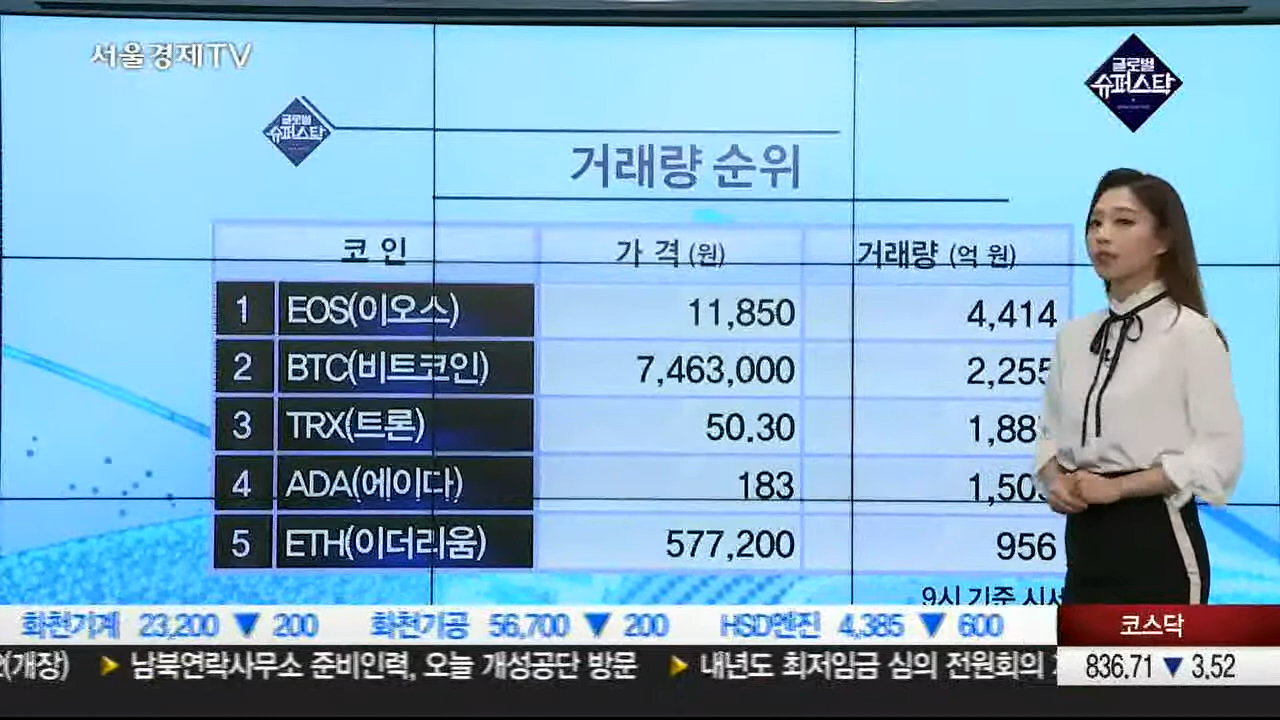 서울경제TV
글로벌
슈퍼스탁
글로벌
슈퍼스탁
거래량 순위
코 인 가 격 (원) 거래량 (억 원)
1 EOS(이오스) 11,850 4,414
2 BTC(비트코인) 7,463,000 2,255
3 TRX(트론) 50.30
4 ADA(에이다) 183
5 ETH(이더리움) 577,200 956
9시 기준 시세
화천기계 23,200 ▼ 200 화천기공 56,700 ▼ 200 HSD엔진 4,385 ▼ 600 코스닥
(개장) 남북연락사무소 준비인력, 오늘 개성공단 방문 내년도 최저임금 심의 전원회의 836.71 ▼ 3.52